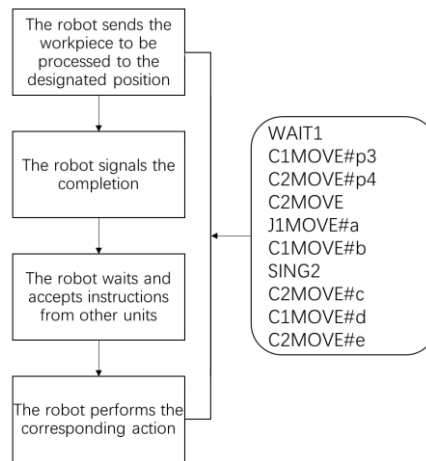 The robot sends the
workpiece to be
processed to the
designated position
The robot signals the
completion
The robot waits and
accepts instructions
from other units
The robot performs the
corresponding action
WAIT1
C1MOVE#p3
C2MOVE#p4
C2MOVE
J1MOVE#a
C1MOVE#b
SING2
C2MOVE#c
C1MOVE#d
C2MOVE#e